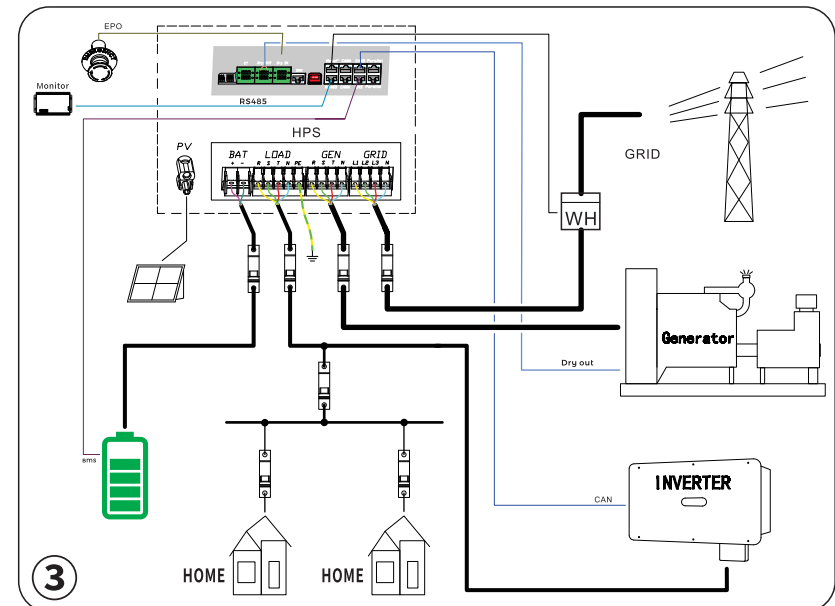 EPO
Monitor
RS485
HPS
PV
BAT LOAD GEN GRID
+ - R S T N PE R S T N L1 L2 L3 N
GRID
WH
Generator
Dry out
BMS
INVERTER
CAN
HOME HOME
3